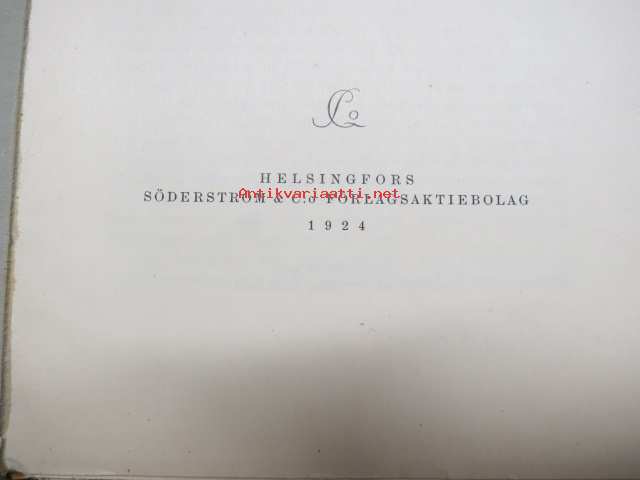 HELSINGFORS
SÖDERSTRÖM & C:o FÖRLAGSAKTIEBOLAG
Antikvariaatti.net
1924